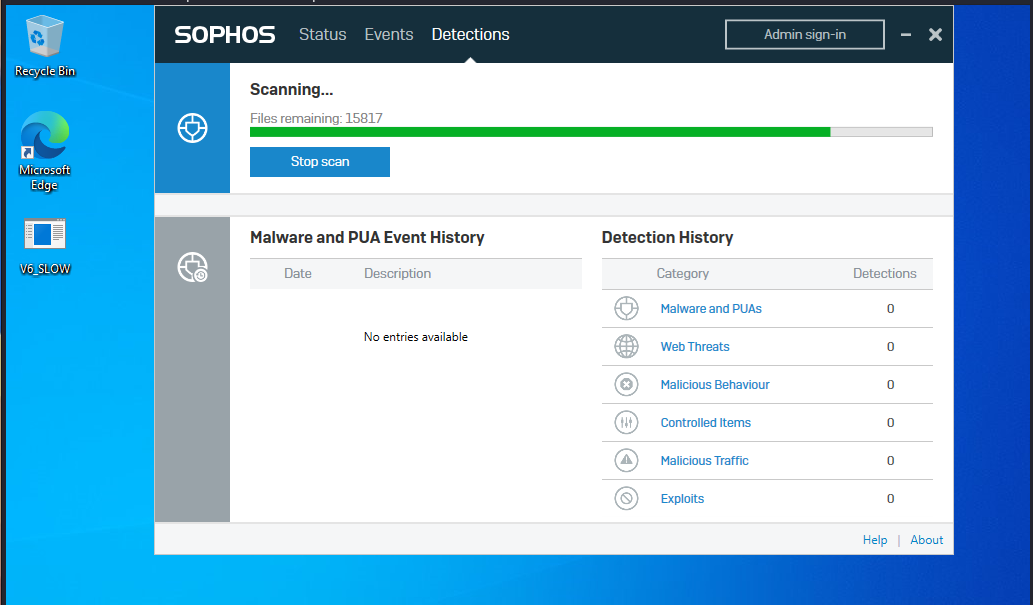 Recycle Bin
Microsoft
Edge
V6_SLOW
SOPHOS Status Events Detections Admin sign-in
Scanning...
Files remaining: 15817
Stop scan
Malware and PUA Event History
Date Description
No entries available
Detection History
Category Detections
Malware and PUAs 0
Web Threats 0
Malicious Behaviour 0
Controlled Items 0
Malicious Traffic 0
Exploits 0
Help | About